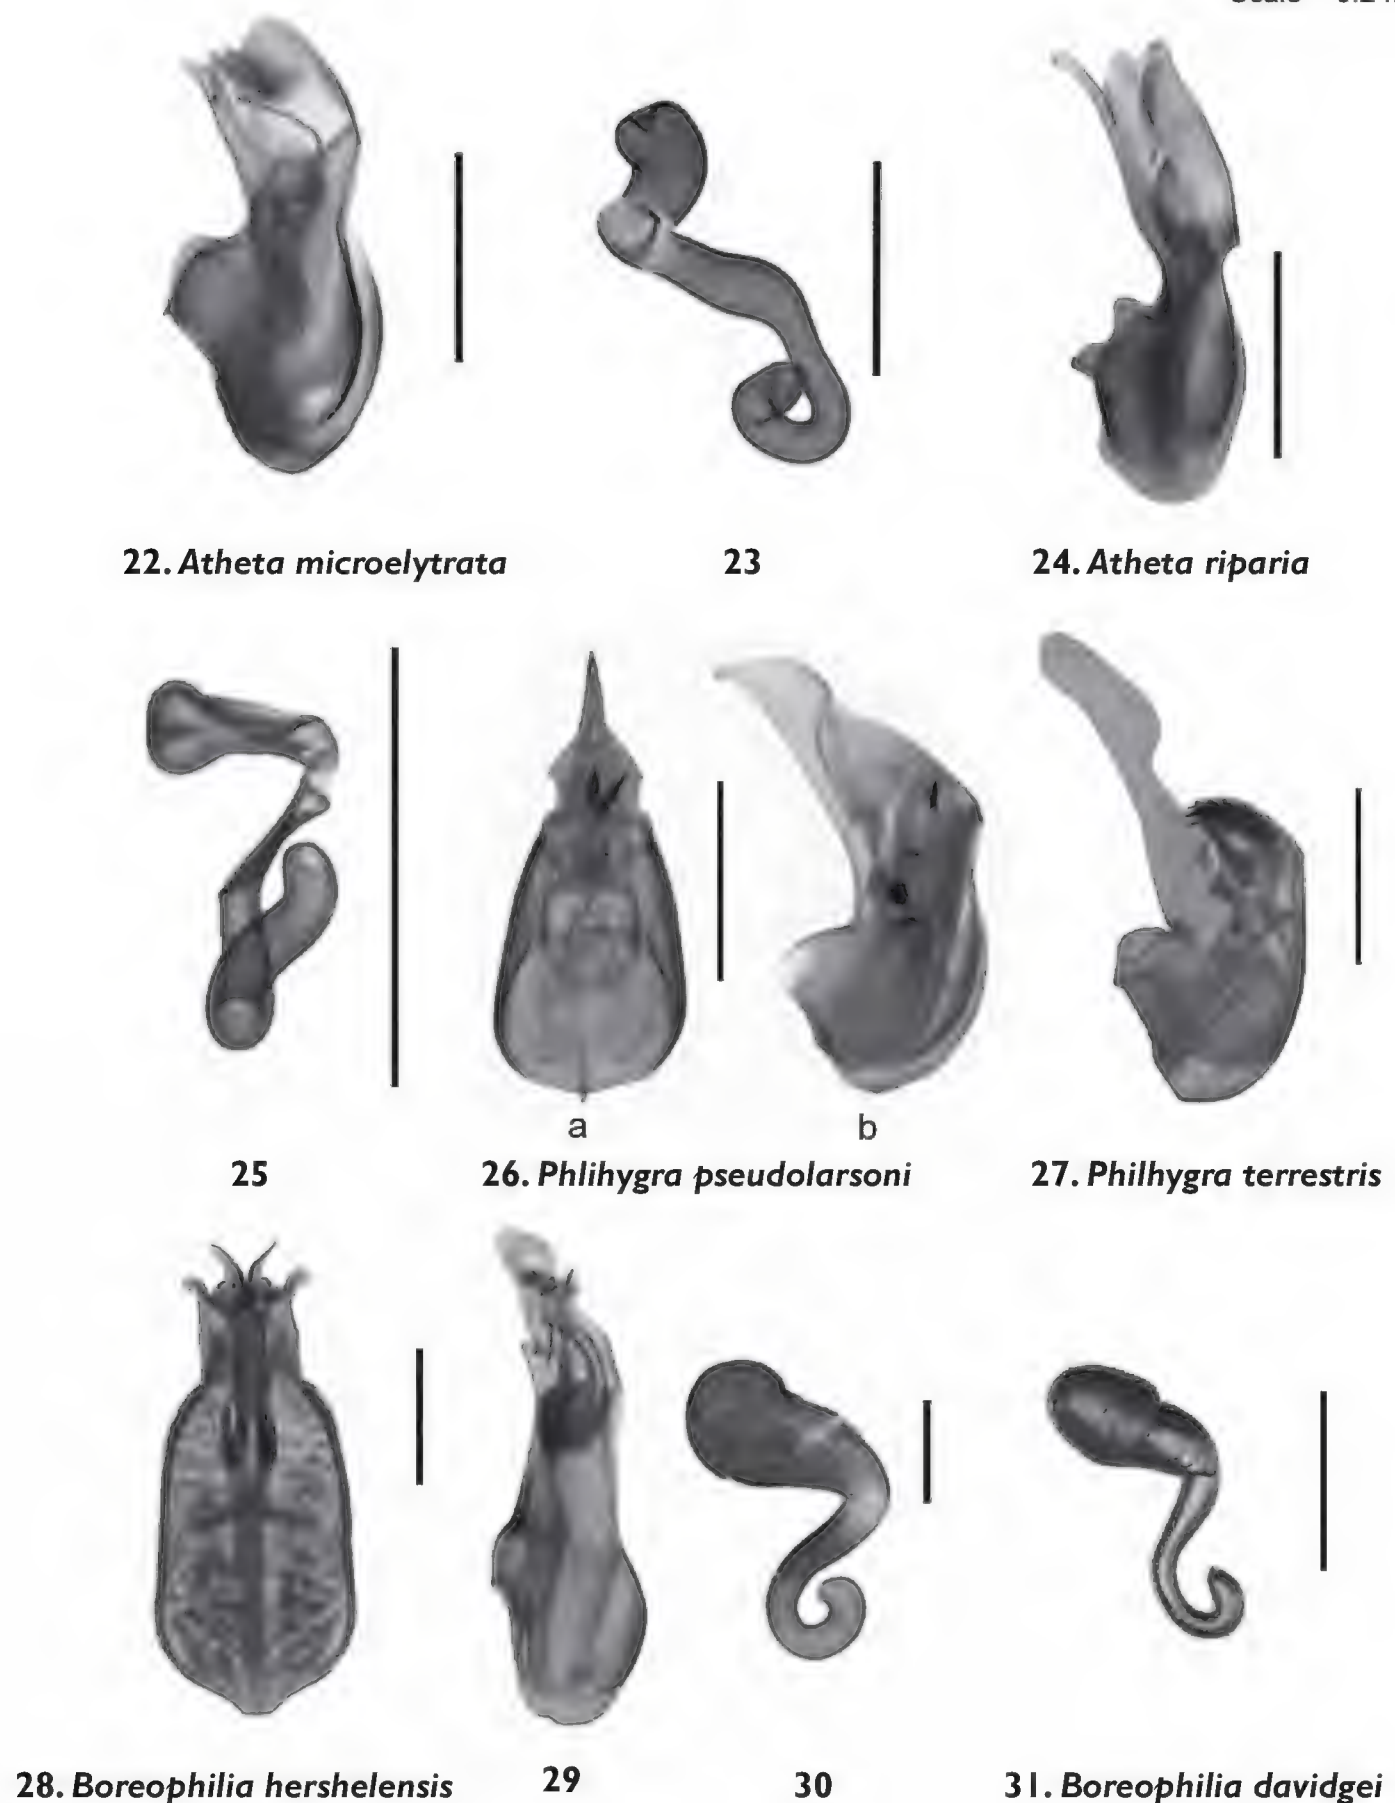 22. Atheta microelytrata
23
24. Atheta riparia
a
b
25
26. Phlihygra pseudolarsoni
27. Philhygra terrestris
28. Boreophilia hershelensis
29
30
31. Boreophilia davidgei